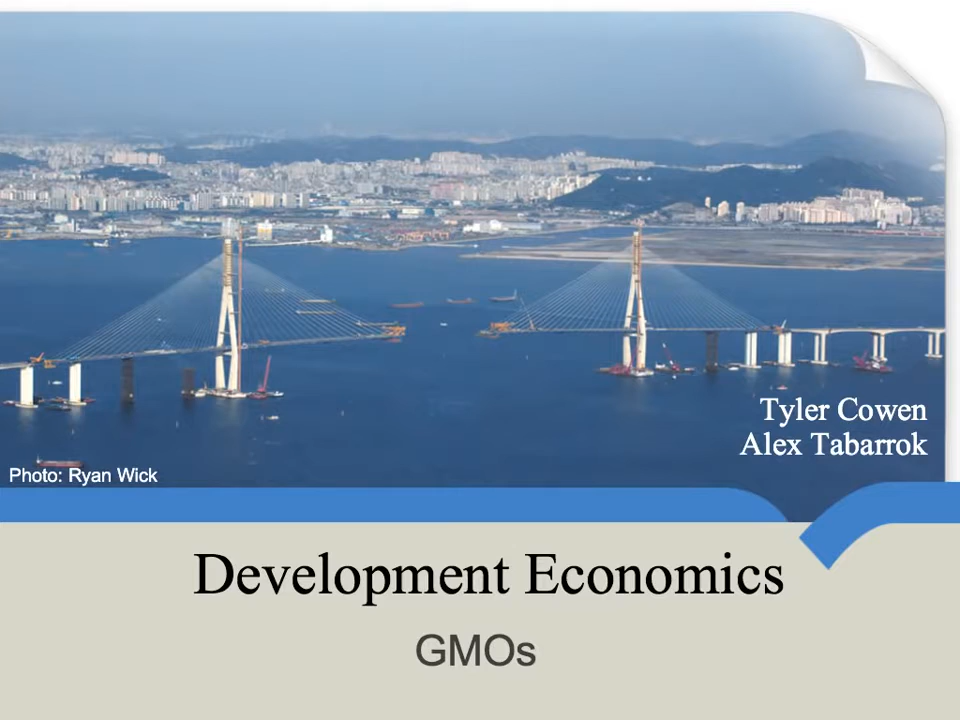 Tyler Cowen
Alex Tabarrok
Photo: Ryan Wick
Development Economics
GMOs